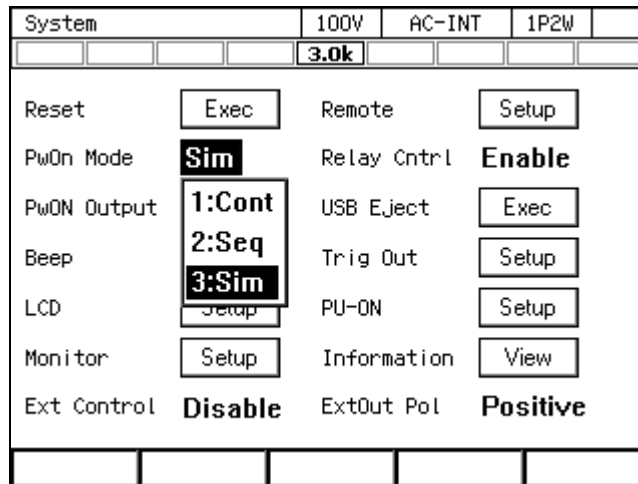 System 100V AC-INT 1P2W
3.0k
Reset Exec Remote Setup
PwOn Mode Sim Relay Cntrl Enable
PwON Output 1:Cont USB Eject Exec
2:Seq
Beep Trig Out Setup
3:Sim
LCD Setup PU-ON Setup
Monitor Setup Information View
Ext Control Disable ExtOut Pol Positive